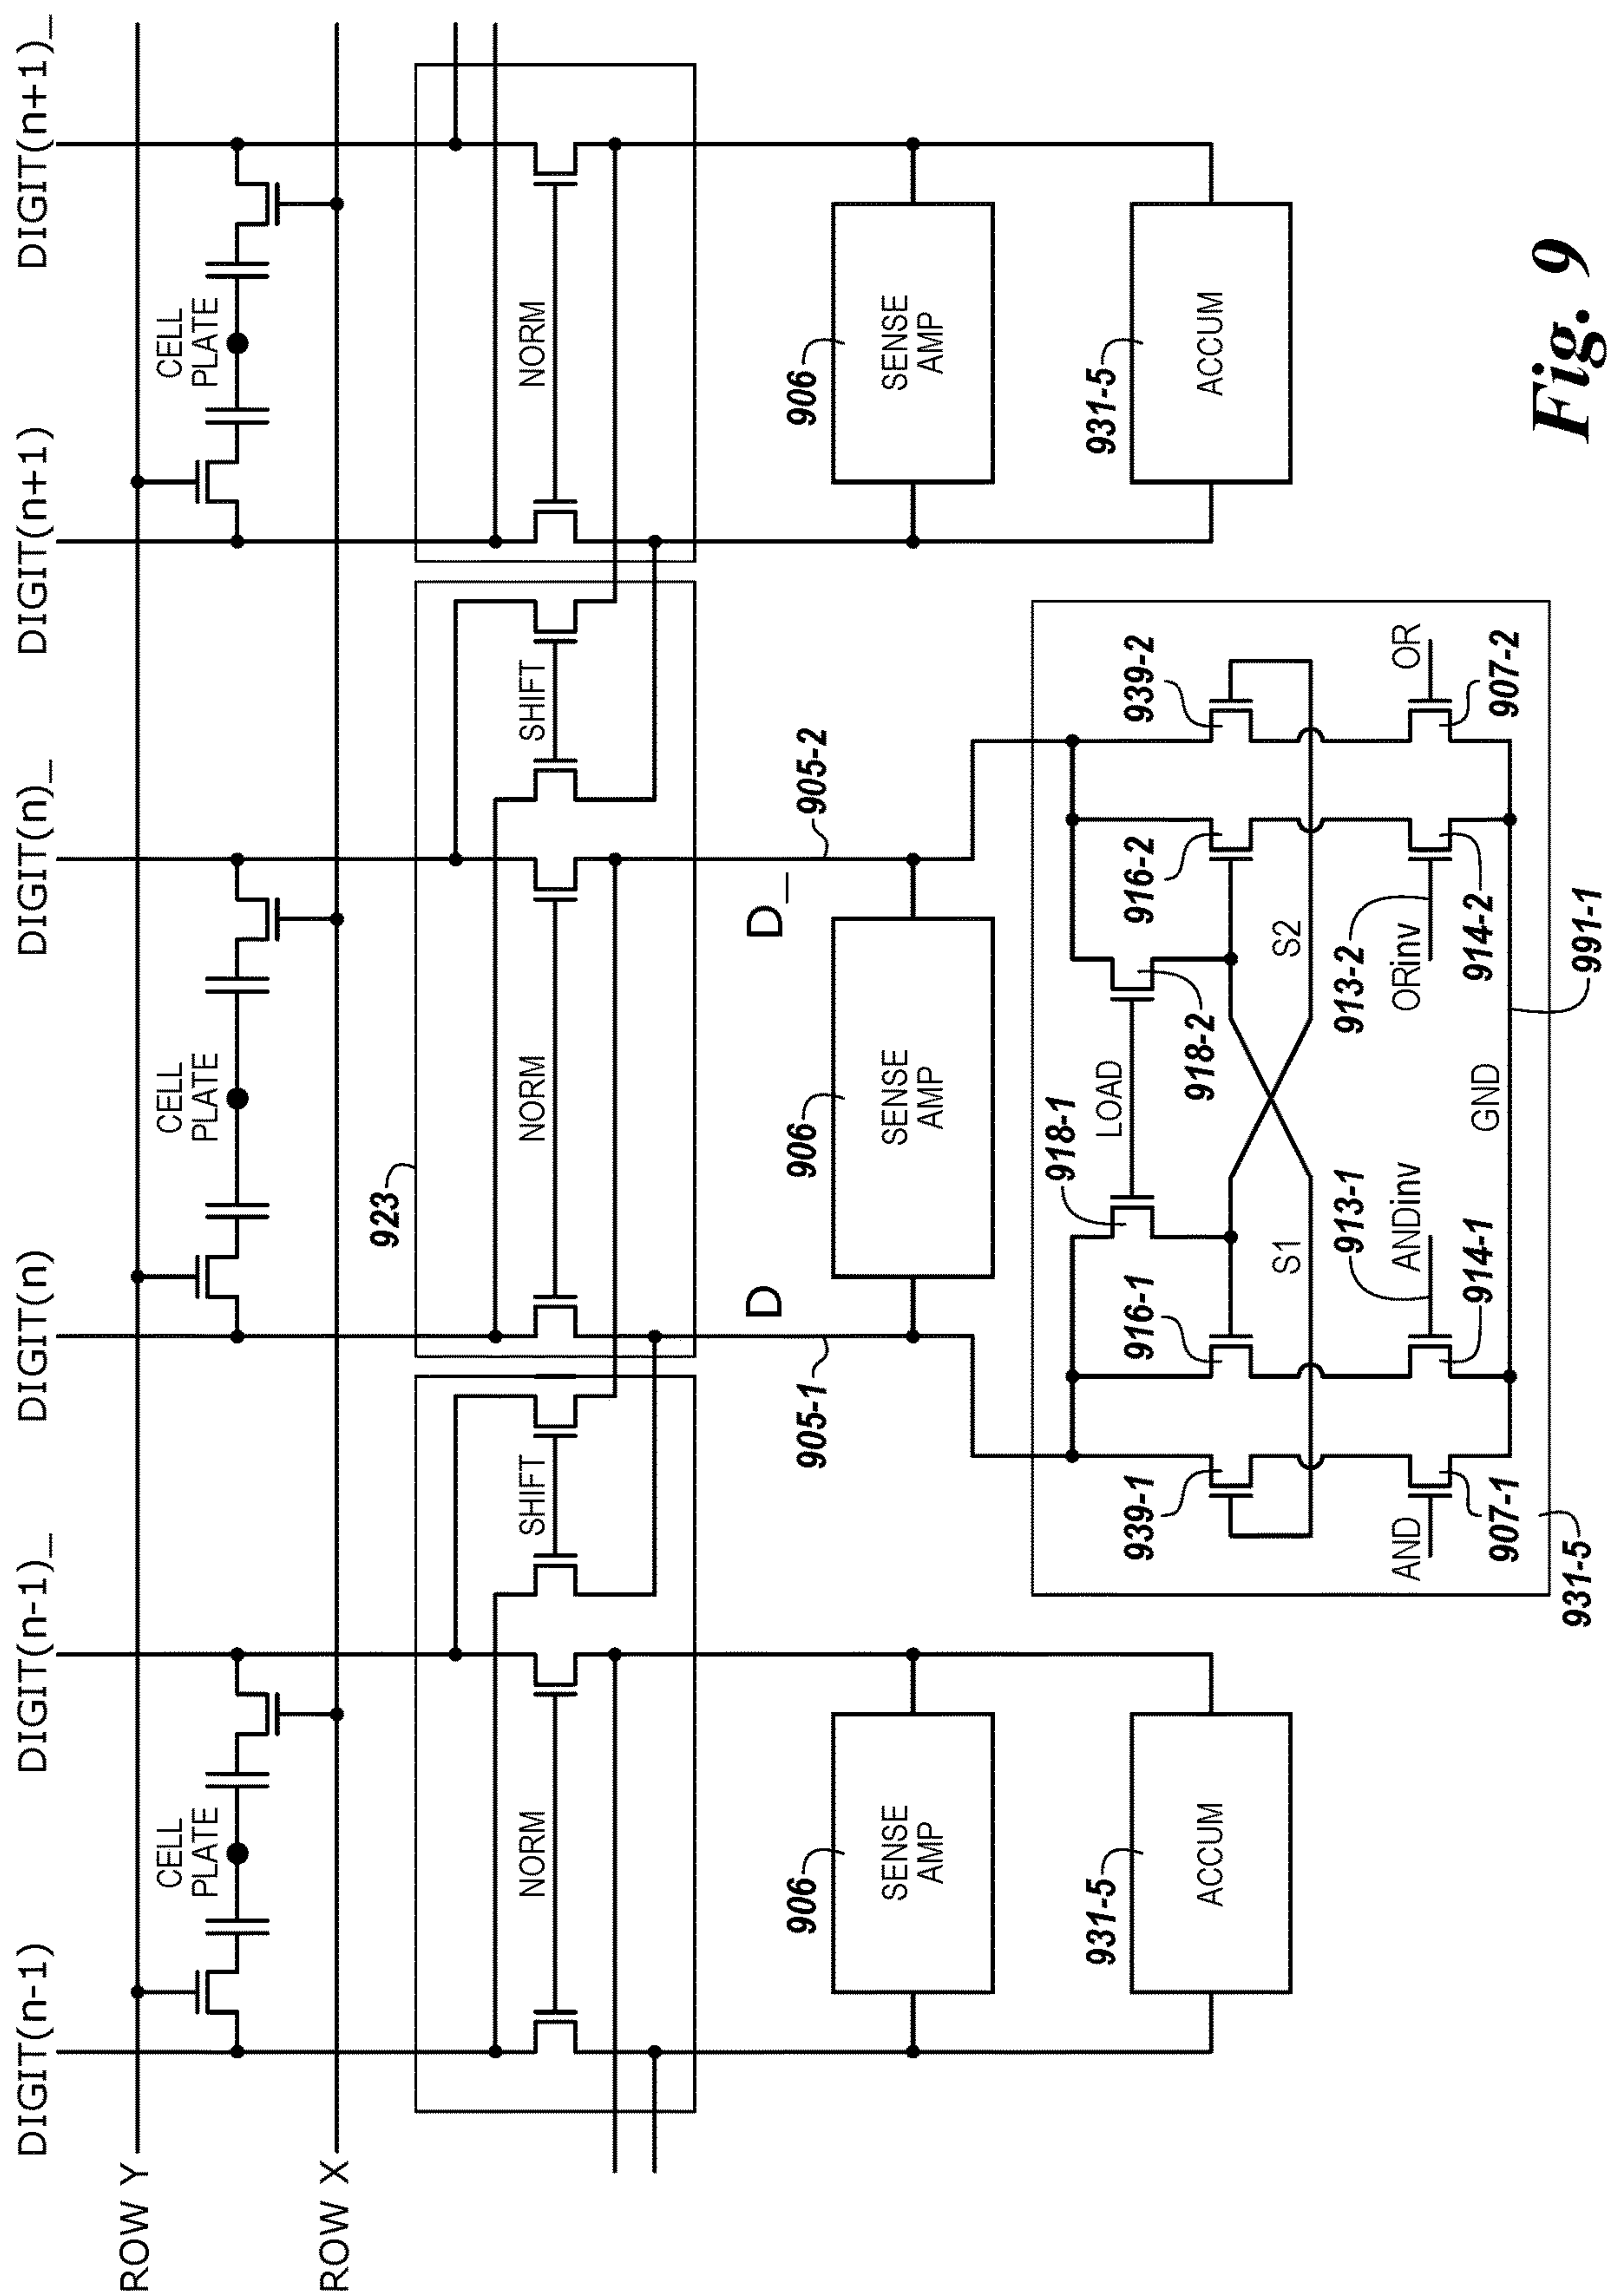 DIGIT(n-1)
DIGIT(n-1)_
DIGIT(n)
DIGIT(n)_
DIGIT(n+1)
DIGIT(n+1)_
ROW Y
CELL
PLATE
CELL
PLATE
CELL
PLATE
ROW X
923
NORM
SHIFT
NORM
SHIFT
NORM
D
D_
905-1
905-2
906
SENSE
AMP
906
SENSE
AMP
906
SENSE
AMP
931-5
ACCUM
931-5
ACCUM
918-1
LOAD
918-2
939-1
916-1
916-2
939-2
S1
S2
913-1
913-2
AND
ANDinv
ORinv
OR
907-1
914-1
GND
914-2
907-2
931-5
991-1
Fig. 9